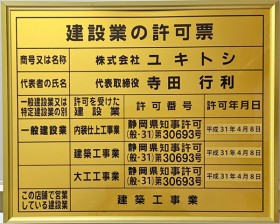 建設業の許可票
商号又は名称 株式会社 ユキトシ
代表者の氏名 代表取締役 寺田 行利
一般建設業又は特定建設業の別 許可を受けた建設業 許可番号 許可年月日
一般建設業 内装仕上工事業 静岡県知事許可(般-31)第30693号 平成31年4月8日
建築工事業 静岡県知事許可(般-31)第30693号 平成31年4月8日
大工工事業 静岡県知事許可(般-31)第30693号 平成31年4月8日
この店舗で営業している建設業 建築工事業